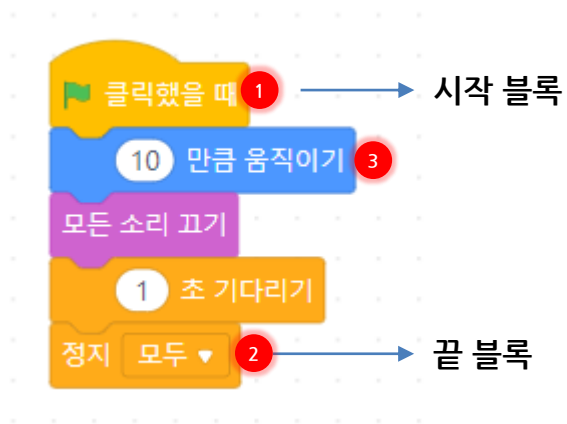 클릭했을 때 1 시작 블록
10 만큼 움직이기 3
모든 소리 끄기
1 초 기다리기
정지 모두 2 끝 블록